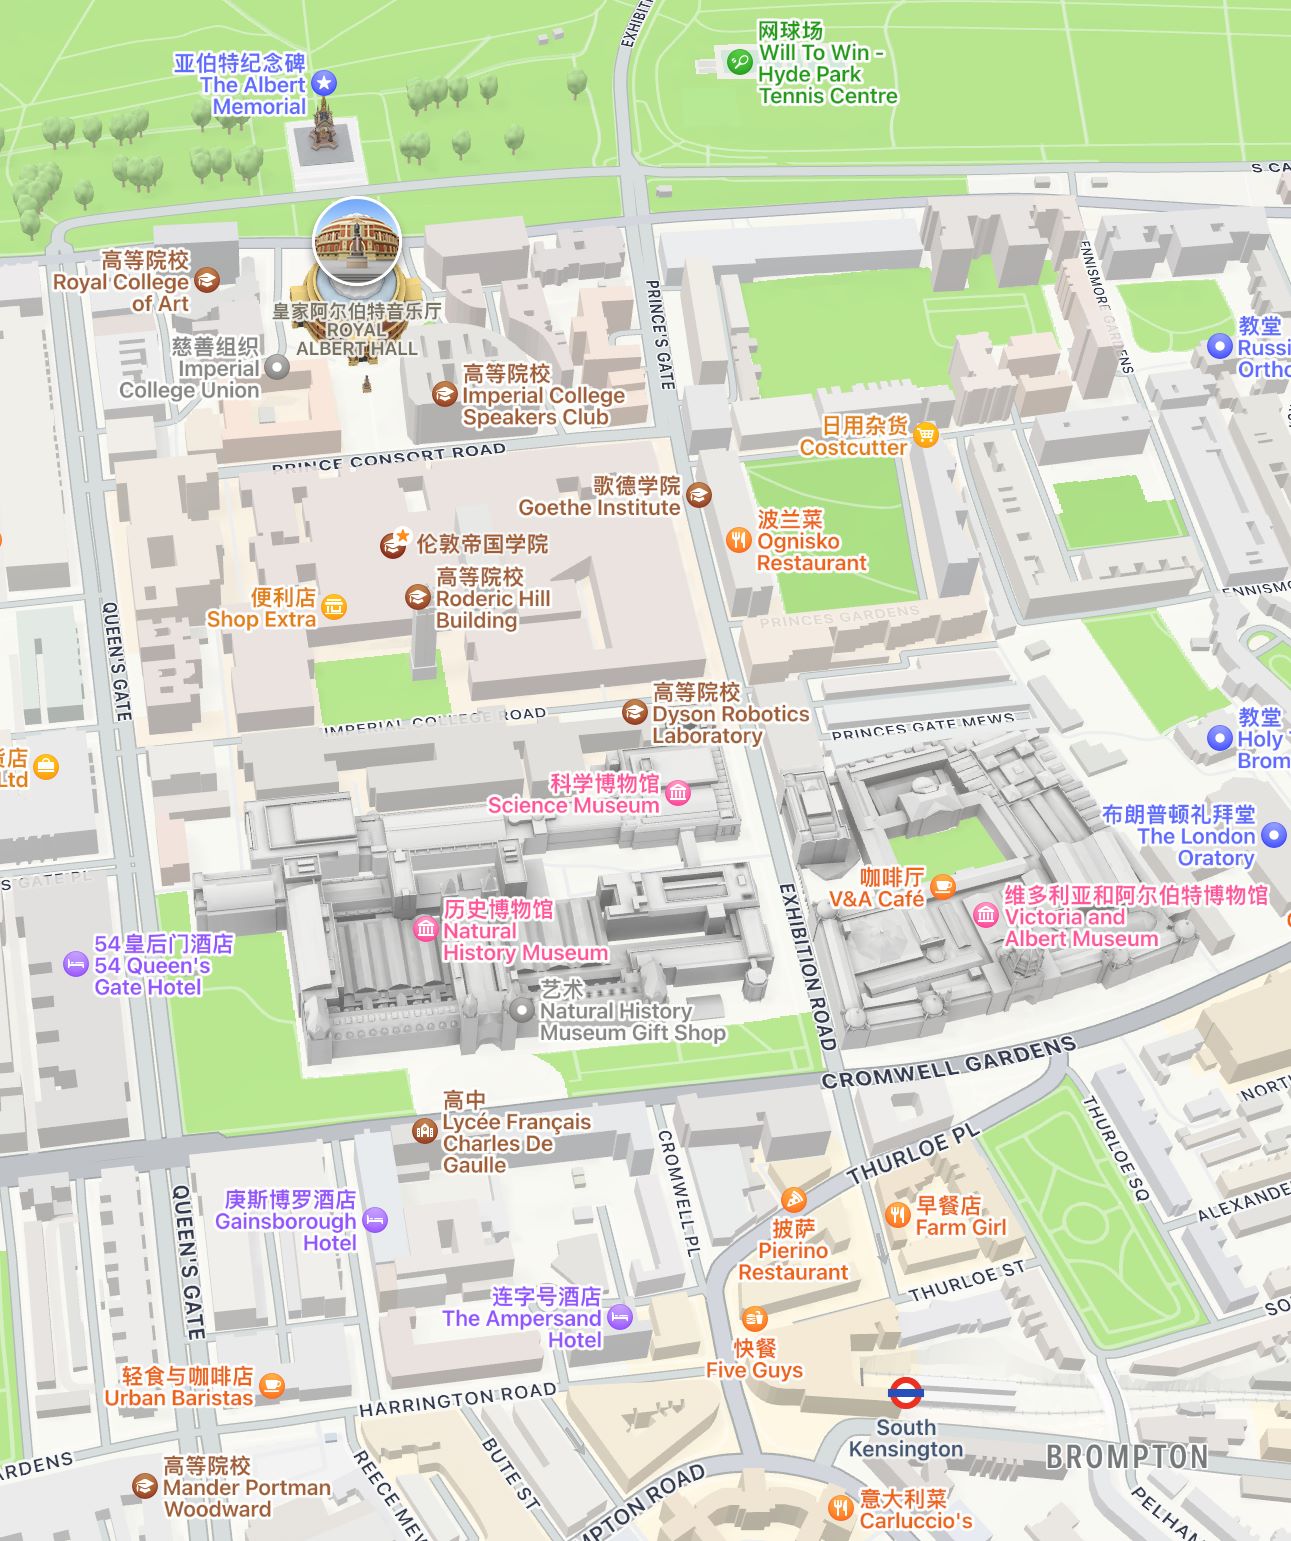 EXHIBITI
网球场
Will To Win -
Hyde Park
Tennis Centre
亚伯特纪念碑
The Albert
Memorial
S CA
高等院校
Royal College
of Art
皇家阿尔伯特音乐厅
ROYAL
ALBERT HALL
慈善组织
Imperial
College Union
高等院校
Imperial College
Speakers Club
PRINCE'S GATE
ENNISMORE GARDENS
教堂
Russi
Ortho
日用杂货
Costcutter
PRINCE CONSORT ROAD
歌德学院
Goethe Institute
波兰菜
Ognisko
Restaurant
伦敦帝国学院
高等院校
Roderic Hill
Building
便利店
Shop Extra
QUEEN'S GATE
PRINCES GARDENS
ENNISMO
高等院校
Dyson Robotics
Laboratory
IMPERIAL COLLEGE ROAD
PRINCES GATE MEWS
教堂
Holy
Brom
货店
Ltd
科学博物馆
Science Museum
布朗普顿礼拜堂
The London
Oratory
S GATE PL
咖啡厅
V&A Café
维多利亚和阿尔伯特博物馆
Victoria and
Albert Museum
历史博物馆
Natural
History Museum
54皇后门酒店
54 Queen's
Gate Hotel
EXHIBITION ROAD
艺术
Natural History
Museum Gift Shop
CROMWELL GARDENS
高中
Lycée Français
Charles De
Gaulle
CROMWELL PL
THURLOE PL
THURLOE SQ
NORT
庚斯博罗酒店
Gainsborough
Hotel
QUEEN'S GATE
披萨
Pierino
Restaurant
早餐店
Farm Girl
ALEXANDE
THURLOE ST
连字号酒店
The Ampersand
Hotel
SO
快餐
Five Guys
轻食与咖啡店
Urban Baristas
HARRINGTON ROAD
South
Kensington
BROMPTON
ARDENS
高等院校
Mander Portman
Woodward
REECE MEW
BUTE ST
MPTON ROAD
意大利菜
Carluccio's
PELHAM